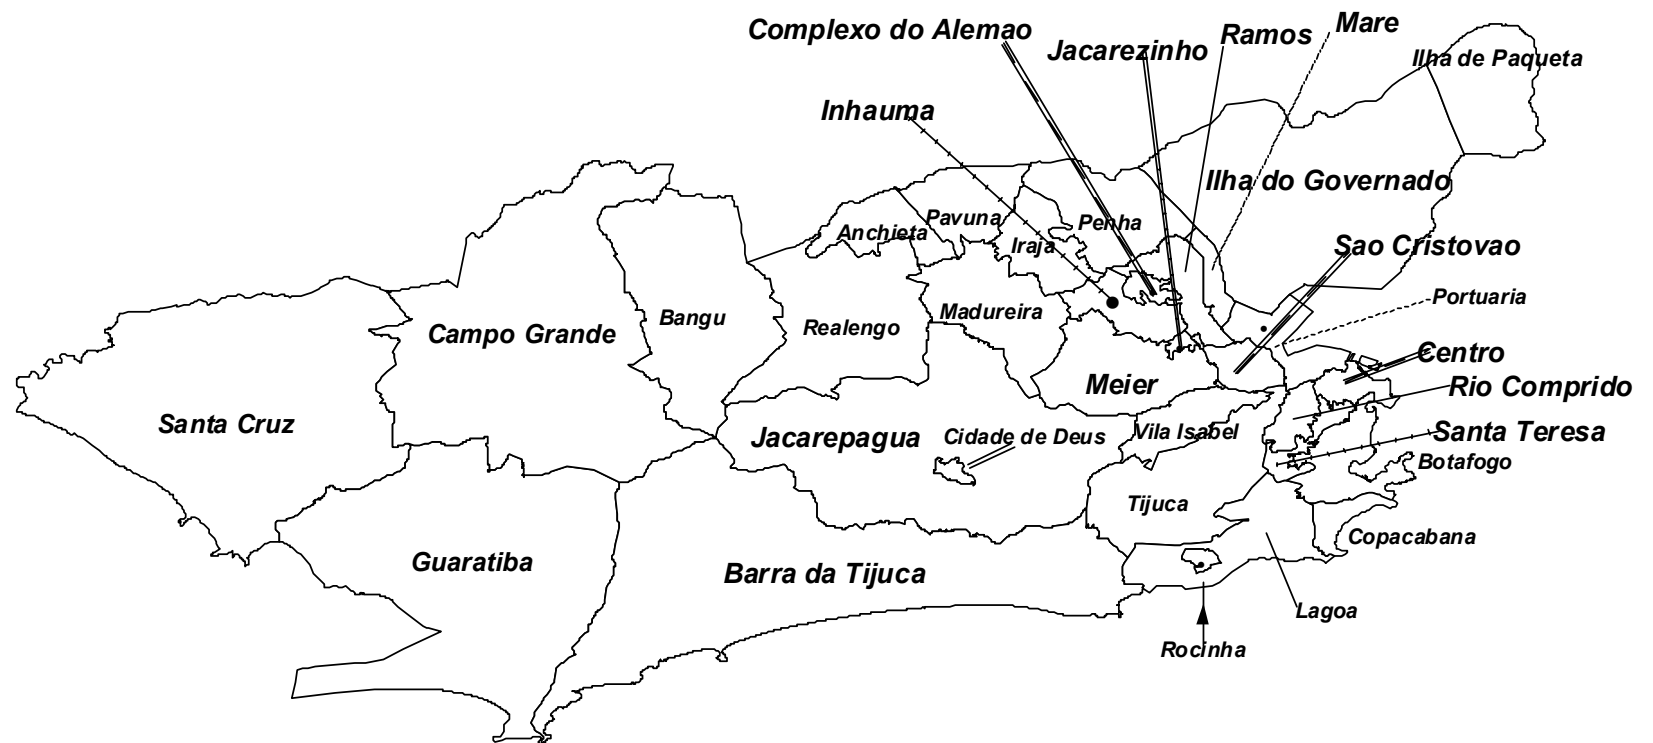 Mare
Complexo do Alemao
Ramos
Jacarezinho
Ilha de Paqueta
Inhauma
Ilha do Governado
Pavuna
Penha
Anchieta
Iraja
Sao Cristovao
Portuaria
Madureira
Bangu
Realengo
Campo Grande
Centro
Meier
Rio Comprido
Santa Cruz
Jacarepagua
Cidade de Deus
Vila Isabel
Santa Teresa
Botafogo
Tijuca
Copacabana
Guaratiba
Barra da Tijuca
Lagoa
Rocinha